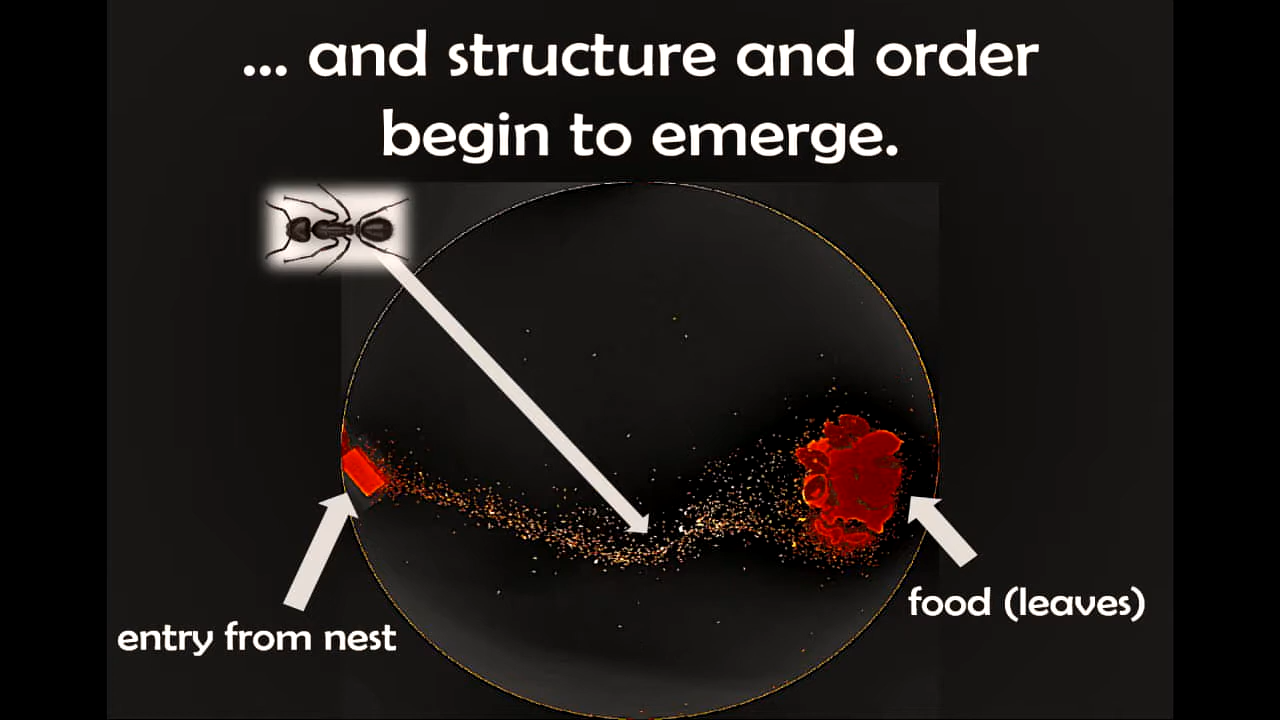 ... and structure and order
begin to emerge.
entry from nest
food (leaves)